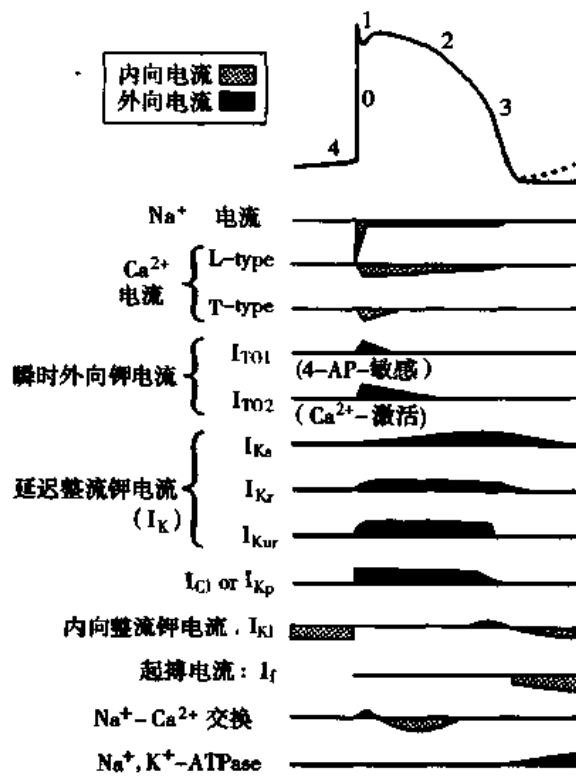 内向电流
外向电流
1
2
0
3
4
Na⁺ 电流
Ca²⁺
电流
L-type
T-type
瞬时外向钾电流
I_TO1 (4-AP-敏感)
I_TO2 (Ca²⁺-激活)
延迟整流钾电流
(I_K)
I_Ks
I_Kr
I_Kur
I_Cl or I_Kp
内向整流钾电流, I_K1
起搏电流: I_f
Na⁺-Ca²⁺ 交换
Na⁺, K⁺-ATPase